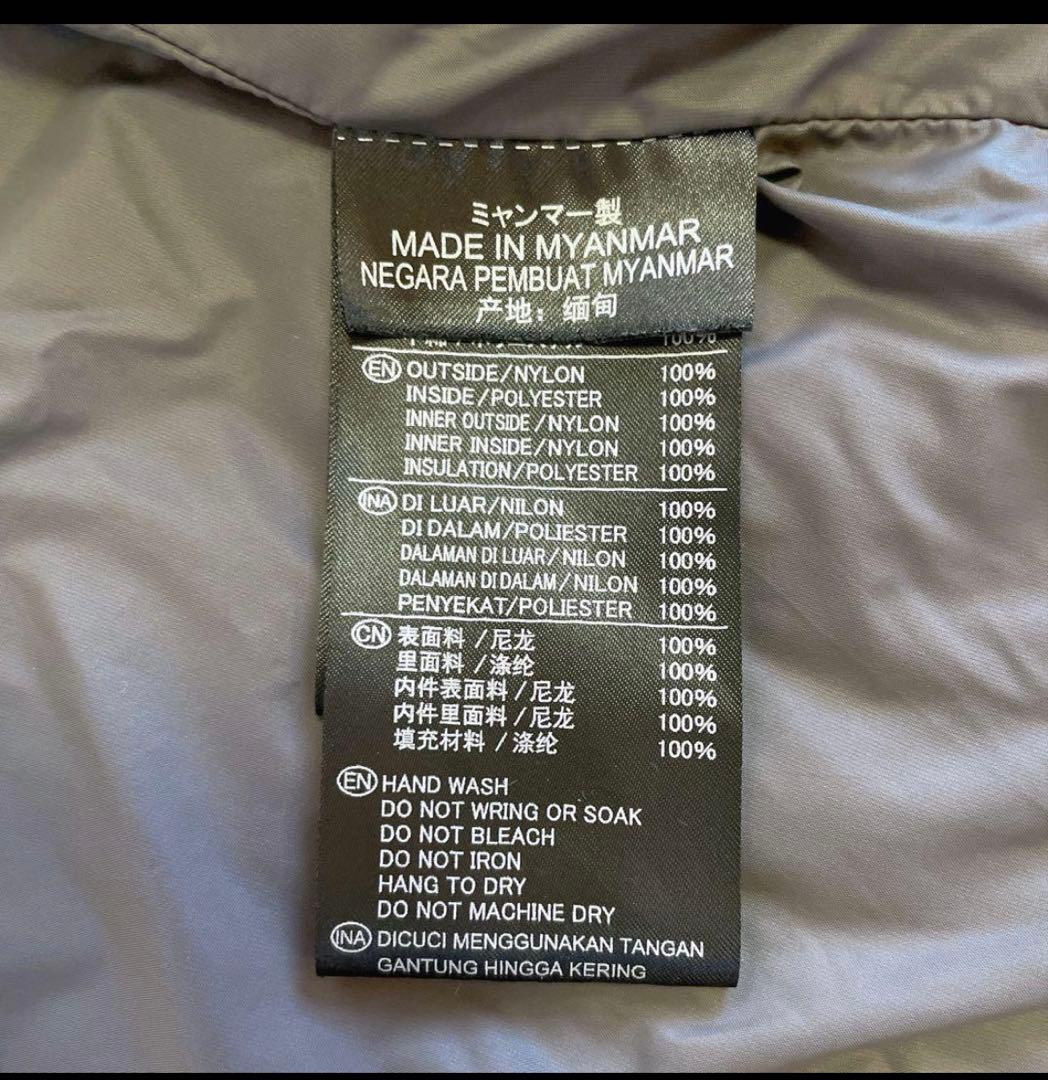 ミャンマー製
MADE IN MYANMAR
NEGARA PEMBUAT MYANMAR
产地：缅甸
100%
EN OUTSIDE/NYLON 100%
INSIDE/POLYESTER 100%
INNER OUTSIDE/NYLON 100%
INNER INSIDE/NYLON 100%
INSULATION/POLYESTER 100%
INA DI LUAR/NILON 100%
DI DALAM/POLIESTER 100%
DALAMAN DI LUAR/NILON 100%
DALAMAN DI DALAM/NILON 100%
PENYEKAT/POLIESTER 100%
CN 表面料/尼龙 100%
里面料/涤纶 100%
内件表面料/尼龙 100%
内件里面料/尼龙 100%
填充材料/涤纶 100%
EN HAND WASH
DO NOT WRING OR SOAK
DO NOT BLEACH
DO NOT IRON
HANG TO DRY
DO NOT MACHINE DRY
INA DICUCI MENGGUNAKAN TANGAN
GANTUNG HINGGA KERING